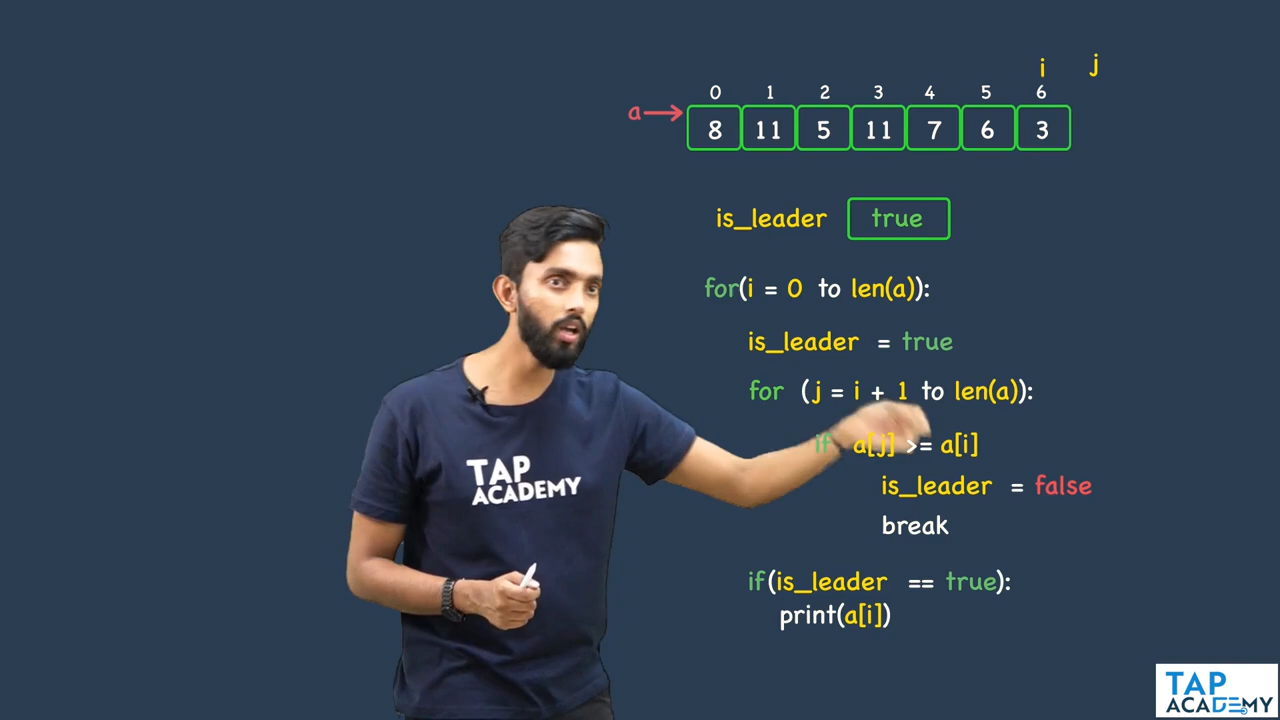 i j
0 1 2 3 4 5 6
a
8 11 5 11 7 6 3
is_leader true
for(i = 0 to len(a)):
is_leader = true
for (j = i + 1 to len(a)):
if a[j] >= a[i]
is_leader = false
break
if(is_leader == true):
print(a[i])
TAP
ACADEMY
TAP
ACADEMY